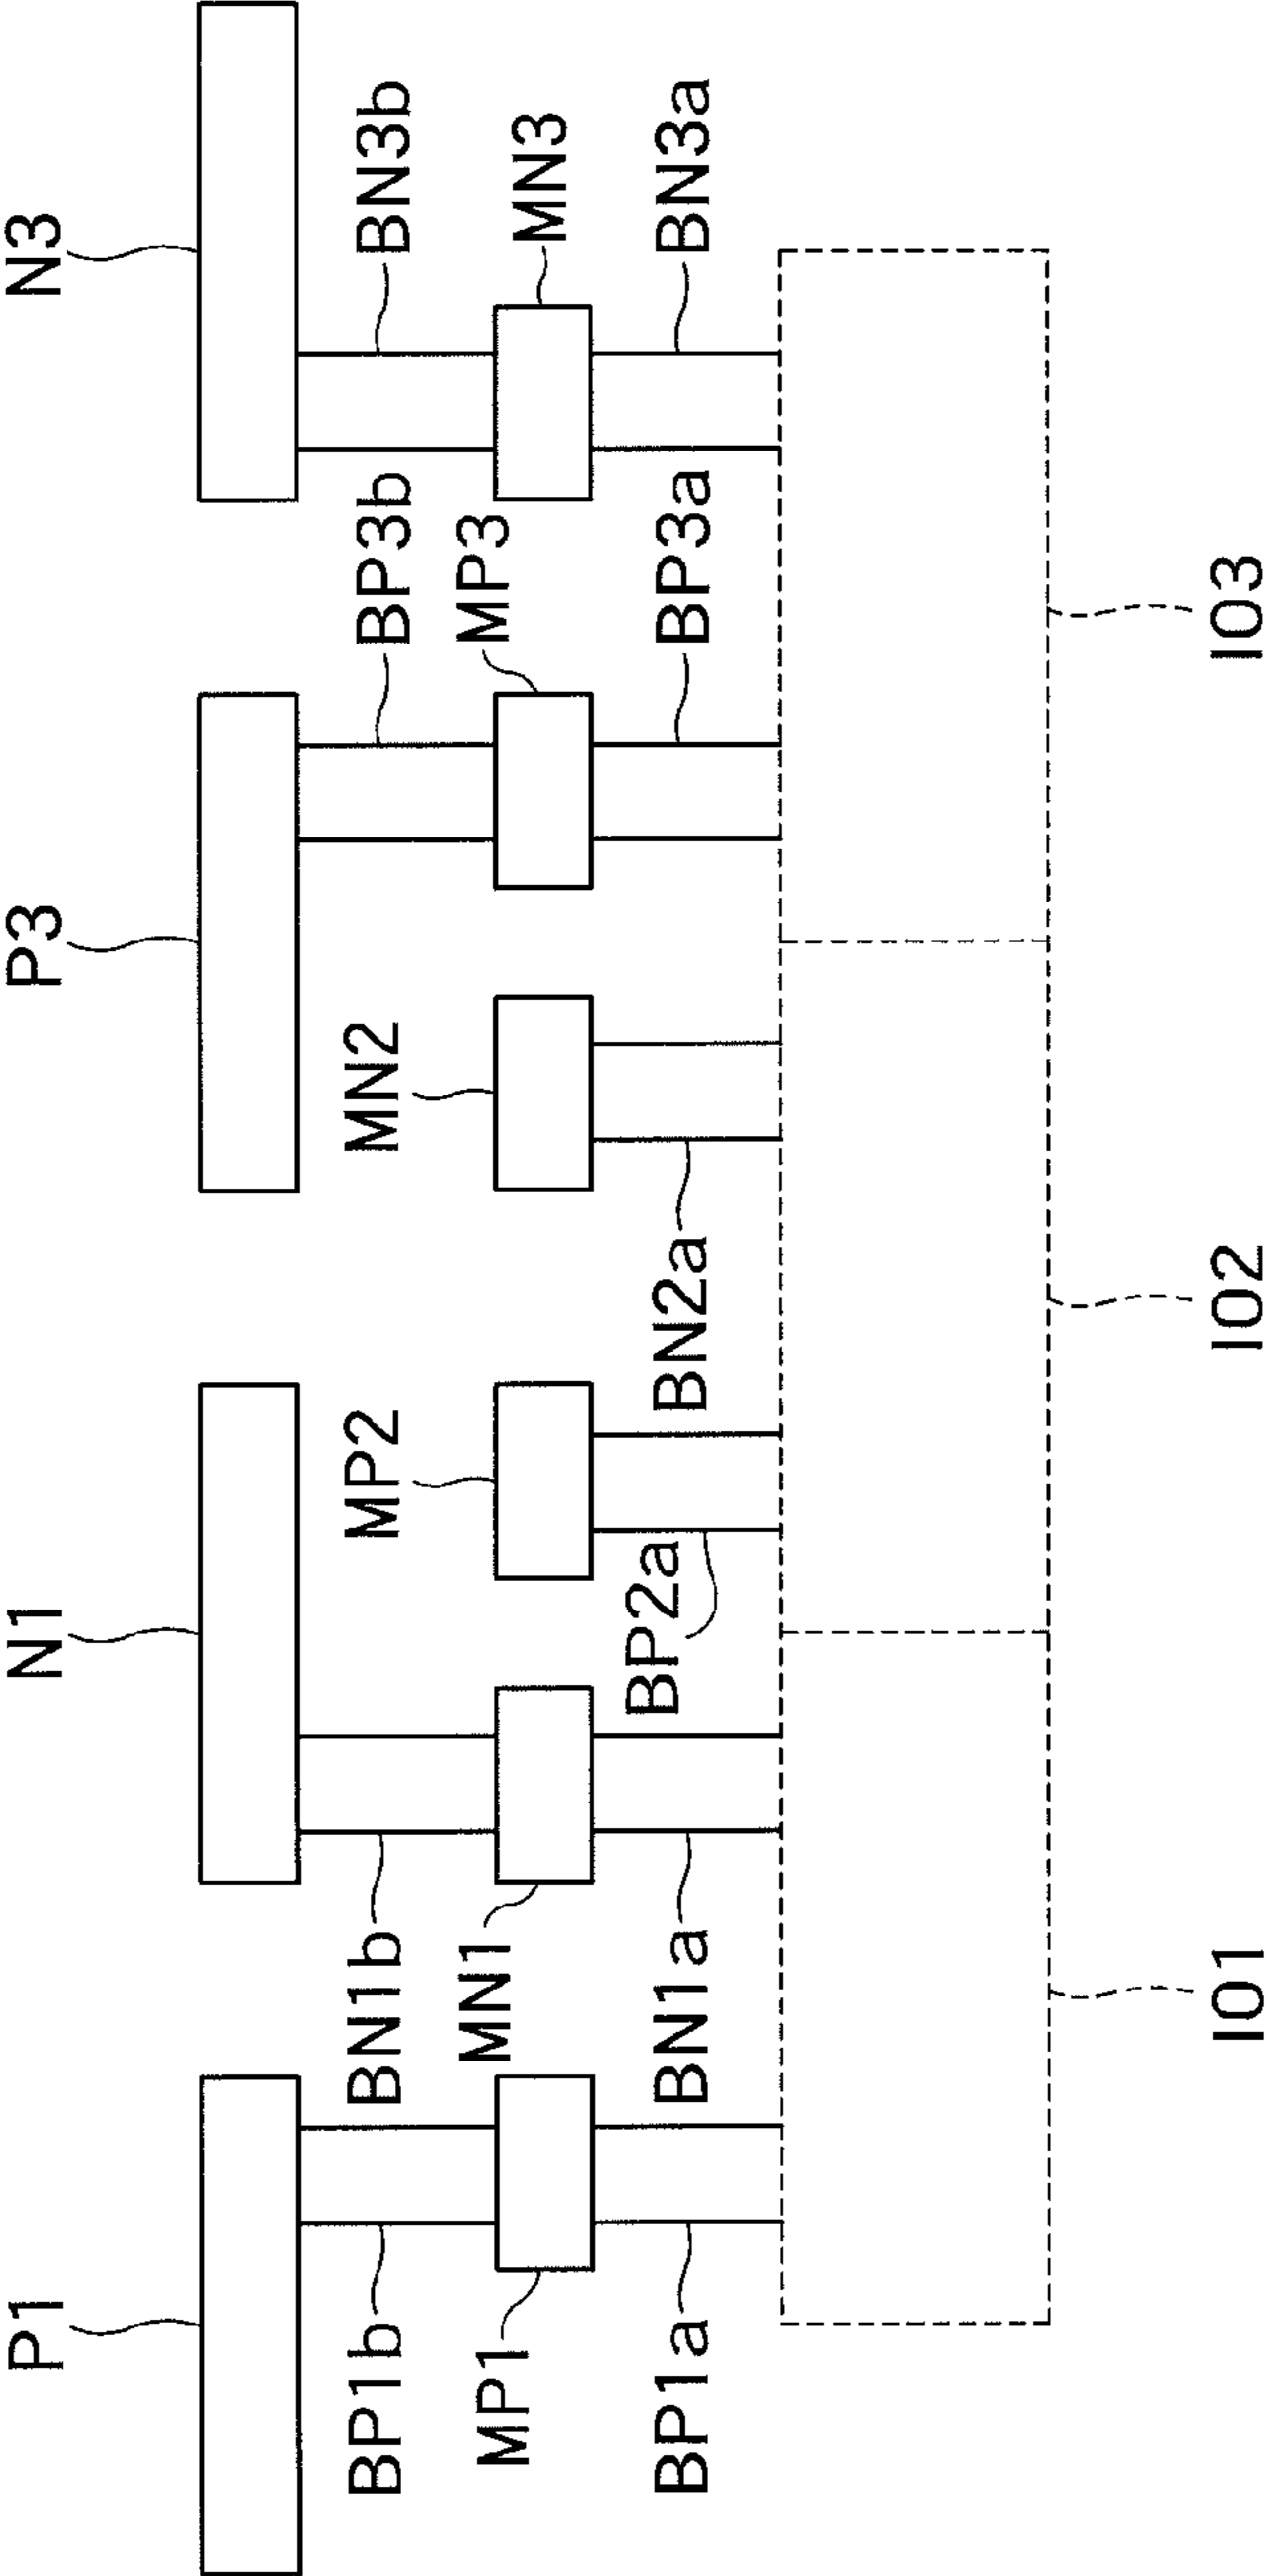 P1
N1
P3
N3
BP1b
BN1b
MP2
MN2
BP3b
BN3b
MP1
MN1
MP3
MN3
BP1a
BN1a
BP2a
BN2a
BP3a
BN3a
IO1
IO2
IO3